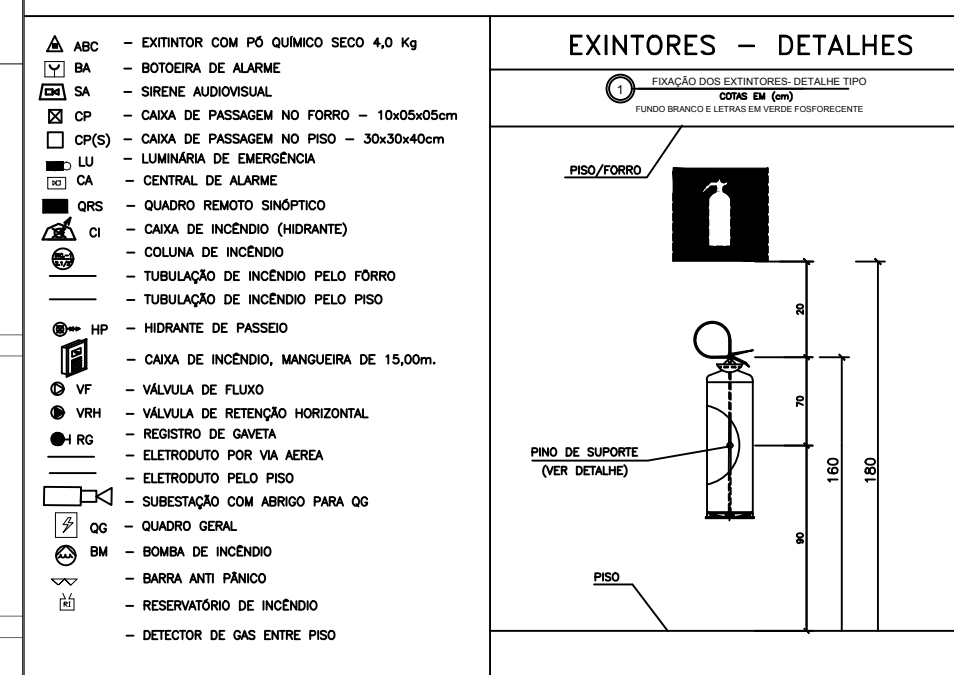 ABC – EXITINTOR COM PÓ QUÍMICO SECO 4,0 Kg
BA – BOTOEIRA DE ALARME
SA – SIRENE AUDIOVISUAL
CP – CAIXA DE PASSAGEM NO FORRO – 10x05x05cm
CP(S) – CAIXA DE PASSAGEM NO PISO – 30x30x40cm
LU – LUMINÁRIA DE EMERGÊNCIA
CA – CENTRAL DE ALARME
QRS – QUADRO REMOTO SINÓPTICO
CI – CAIXA DE INCÊNDIO (HIDRANTE)
– COLUNA DE INCÊNDIO
– TUBULAÇÃO DE INCÊNDIO PELO FÔRRO
– TUBULAÇÃO DE INCÊNDIO PELO PISO
HP – HIDRANTE DE PASSEIO
– CAIXA DE INCÊNDIO, MANGUEIRA DE 15,00m.
VF – VÁLVULA DE FLUXO
VRH – VÁLVULA DE RETENÇÃO HORIZONTAL
RG – REGISTRO DE GAVETA
– ELETRODUTO POR VIA AEREA
– ELETRODUTO PELO PISO
– SUBESTAÇÃO COM ABRIGO PARA QG
QG – QUADRO GERAL
BM – BOMBA DE INCÊNDIO
– BARRA ANTI PÂNICO
RI – RESERVATÓRIO DE INCÊNDIO
– DETECTOR DE GAS ENTRE PISO
EXINTORES – DETALHES
1 FIXAÇÃO DOS EXTINTORES- DETALHE TIPO
COTAS EM (cm)
FUNDO BRANCO E LETRAS EM VERDE FOSFORECENTE
PISO/FORRO
20
70
PINO DE SUPORTE
(VER DETALHE)
160
180
90
PISO